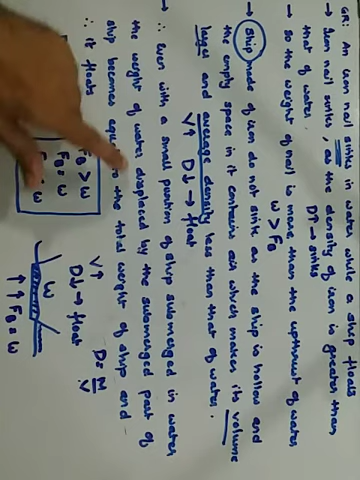 GR: An iron nail sinks in water while a ship floats
→ Iron nail sinks, as the density of iron is greater than
that of water. D↑ → sinks
→ so the weight of nail is more than the upthrust of water
W > FB
→ Ship made of iron do not sink as the ship is hollow and
the empty space in it contains air which makes its volume
larger and average density less than that of water.
V↑ D↓ → float
→ ∴ Even with a small portion of ship submerged in water
the weight of water displaced by the submerged part of
ship becomes equal to the total weight of ship and
∴ it floats
FB > W
FB = W
W
V↑
D↓ → float
D = M/V
W
↑ ↑ FB = W